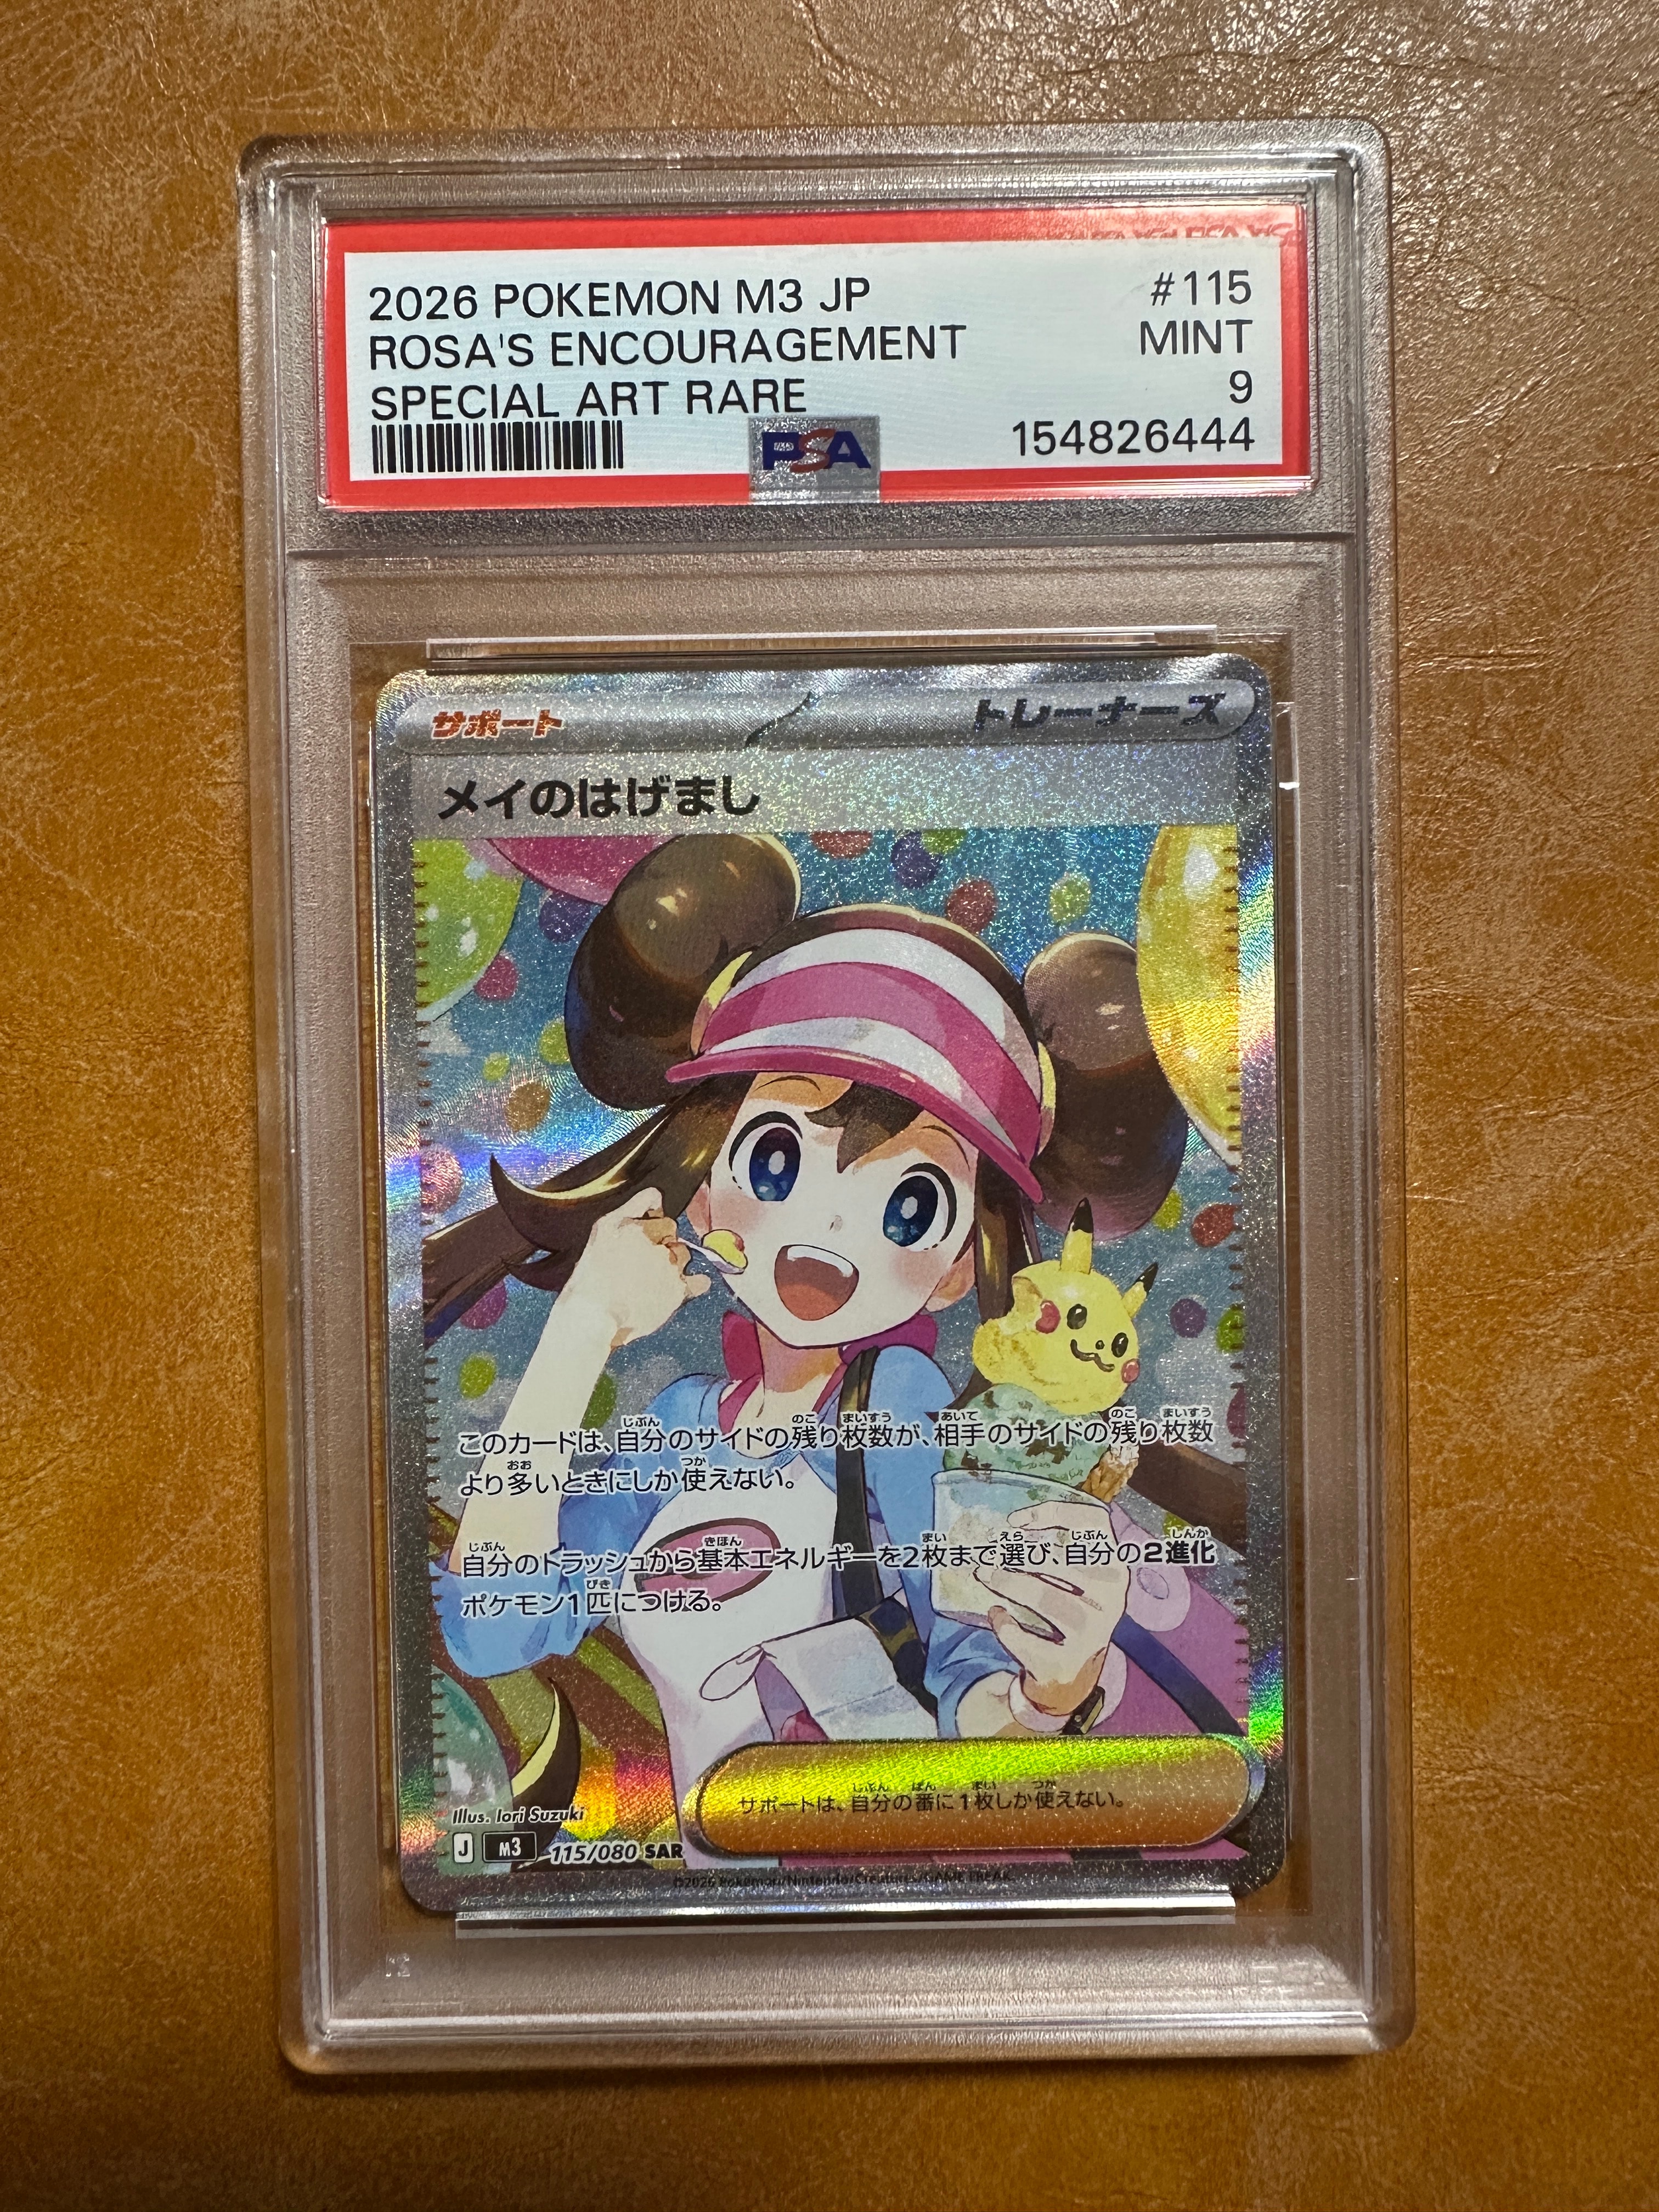 2026 POKEMON M3 JP #115
ROSA'S ENCOURAGEMENT MINT
SPECIAL ART RARE 9
PSA 154826444
サポート トレーナーズ
メイのはげまし
このカードは、自分のサイドの残り枚数が、相手のサイドの残り枚数
より多いときにしか使えない。
自分のトラッシュから基本エネルギーを2枚まで選び、自分の2進化
ポケモン1匹につける。
サポートは、自分の番に1枚しか使えない。
Illus. Iori Suzuki
J M3 115/080 SAR
©2026 Pokémon/Nintendo/Creatures/GAME FREAK.